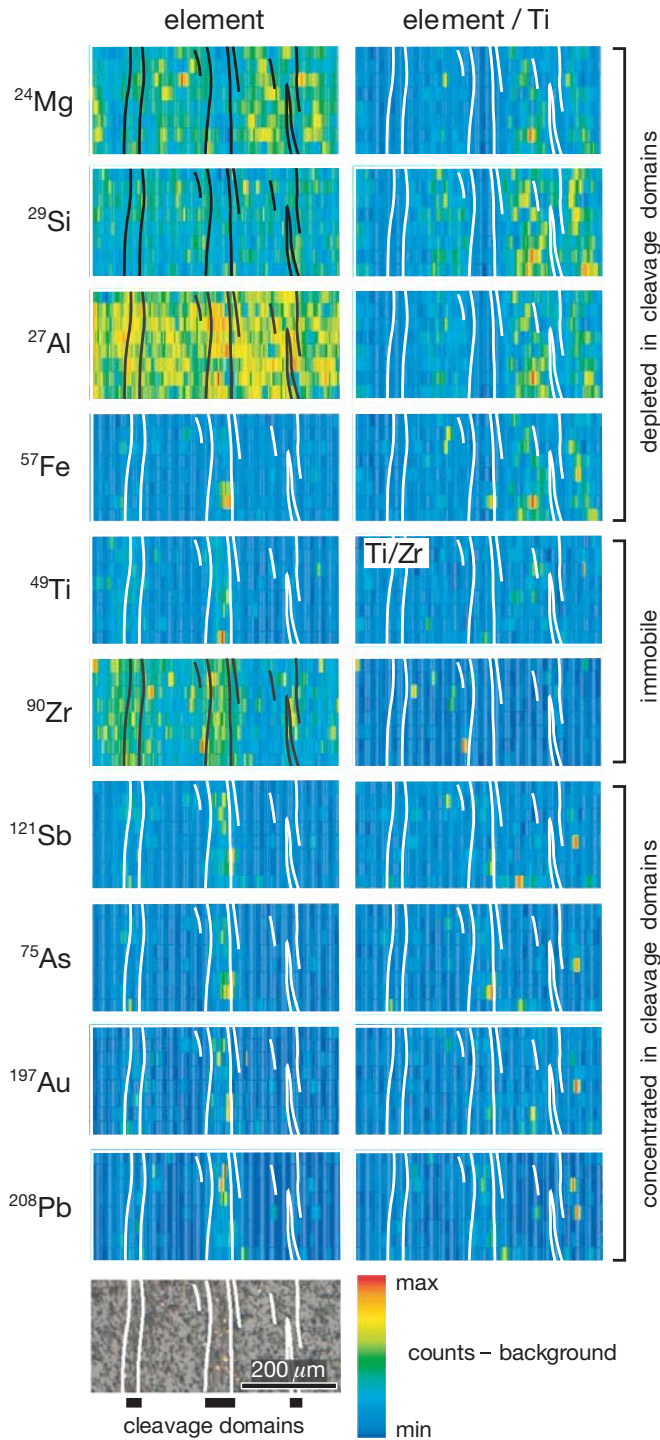 element
element / Ti
24Mg
29Si
27Al
57Fe
depleted in cleavage domains
49Ti
Ti/Zr
90Zr
immobile
121Sb
75As
197Au
208Pb
concentrated in cleavage domains
max
counts – background
min
200 μm
cleavage domains